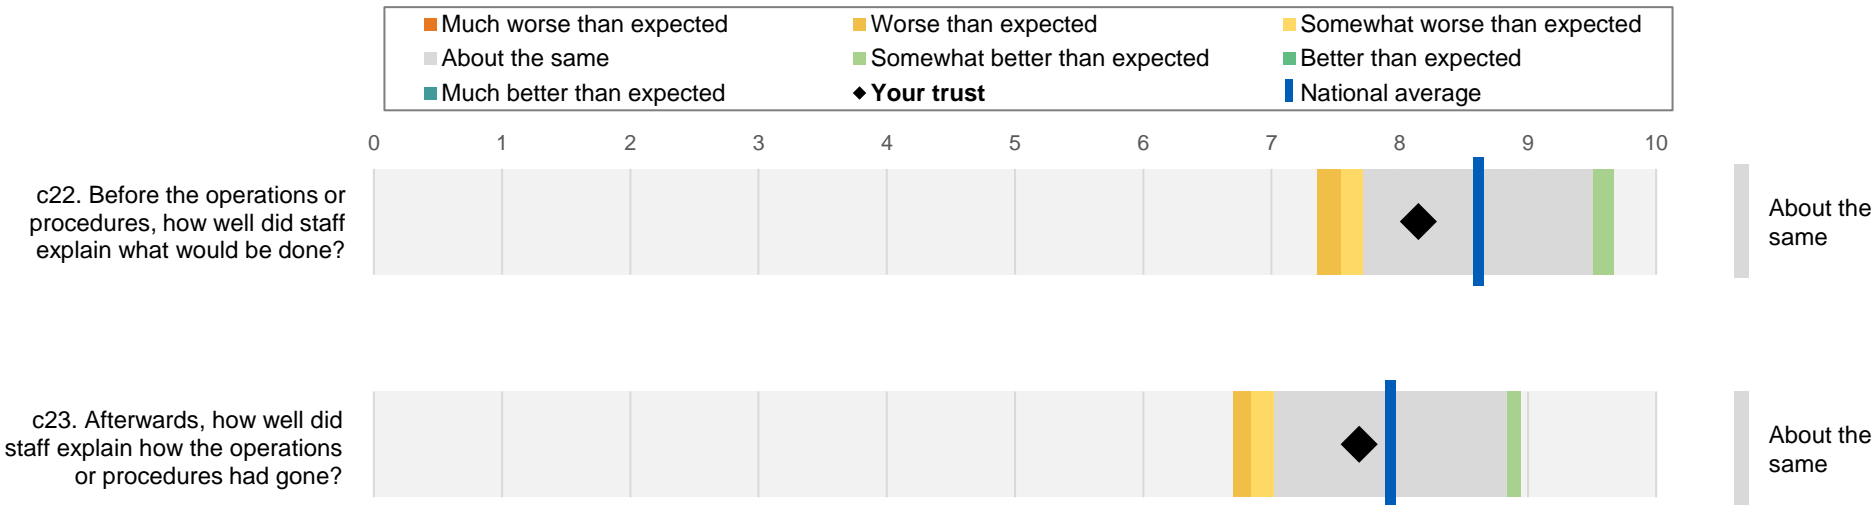 Much worse than expected
Worse than expected
Somewhat worse than expected
About the same
Somewhat better than expected
Better than expected
Much better than expected
Your trust
National average
0 1 2 3 4 5 6 7 8 9 10
c22. Before the operations or
procedures, how well did staff
explain what would be done?
About the
same
c23. Afterwards, how well did
staff explain how the operations
or procedures had gone?
About the
same